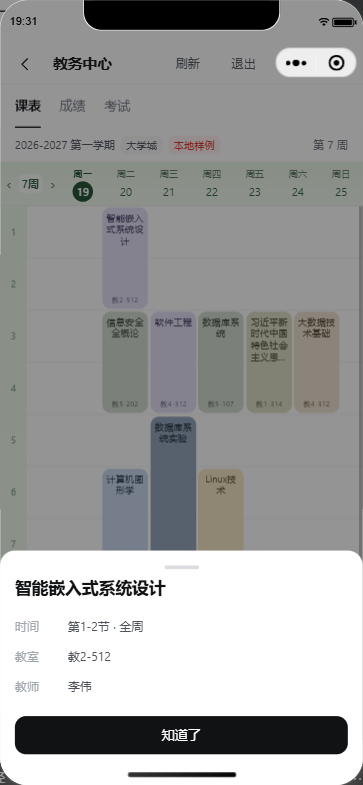 19:31
教务中心 刷新 退出
课表 成绩 考试
2026-2027 第一学期 大学城 本地样例 第 7 周
‹ 7周 › 周一 周二 周三 周四 周五 周六 周日
19 20 21 22 23 24 25
1
智能嵌入
式系统设
计
2
教2-512
3
信息安全
全概论
软件工程
数据库系
统
习近平新
时代中国
特色社会
主义思...
大数据技
术基础
4
教5-202
教4-312
教5-107
教1-314
教4-312
5
数据库系
统实验
6
计算机图
形学
Linux技
术
7
智能嵌入式系统设计
时间 第1-2节 · 全周
教室 教2-512
教师 李伟
知道了